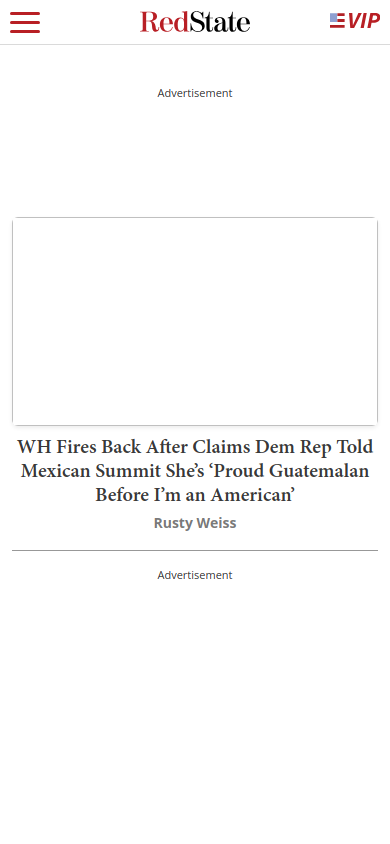 RedState
VIP
Advertisement
WH Fires Back After Claims Dem Rep Told
Mexican Summit She’s ‘Proud Guatemalan
Before I’m an American’
Rusty Weiss
Advertisement